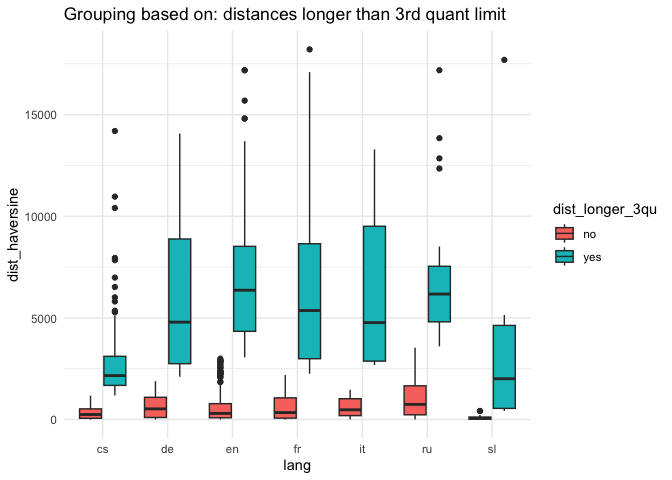 Grouping based on: distances longer than 3rd quant limit
dist_haversine
15000
10000
5000
0
cs de en fr it ru sl
lang
dist_longer_3qu
no
yes